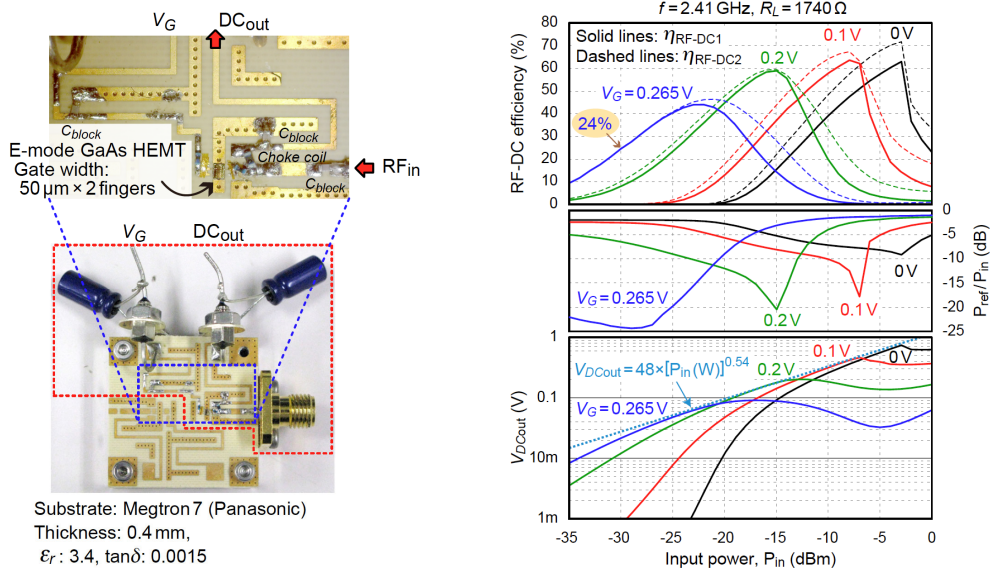 V_G
DC_out
C_block
C_block
Choke coil
C_block
E-mode GaAs HEMT
Gate width:
50 µm × 2 fingers
RF_in
V_G
DC_out
Substrate: Megtron 7 (Panasonic)
Thickness: 0.4 mm,
ε_r : 3.4, tanδ: 0.0015
f = 2.41 GHz, R_L = 1740 Ω
RF-DC efficiency (%)
80
70
60
50
40
30
20
10
0
Solid lines: η_RF-DC1
Dashed lines: η_RF-DC2
0 V
0.1 V
0.2 V
V_G = 0.265 V
24%
0
-5
-10
-15
-20
-25
P_ref / P_in (dB)
0 V
0.1 V
0.2 V
V_G = 0.265 V
V_DCout (V)
1
0.1
10m
1m
V_DCout = 48×[P_in (W)]^0.54
0.1 V
0 V
0.2 V
V_G = 0.265 V
-35 -30 -25 -20 -15 -10 -5 0
Input power, P_in (dBm)